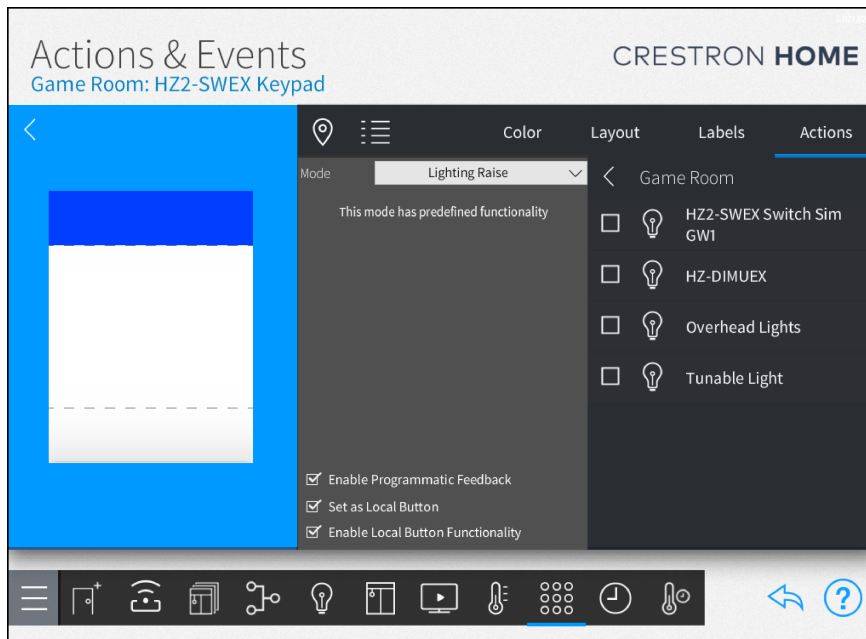 Actions & Events
CRESTRON HOME
Game Room: HZ2-SWEX Keypad
Color
Layout
Labels
Actions
Mode
Lighting Raise
Game Room
This mode has predefined functionality
HZ2-SWEX Switch Sim
GW1
HZ-DIMUEX
Overhead Lights
Tunable Light
Enable Programmatic Feedback
Set as Local Button
Enable Local Button Functionality
?